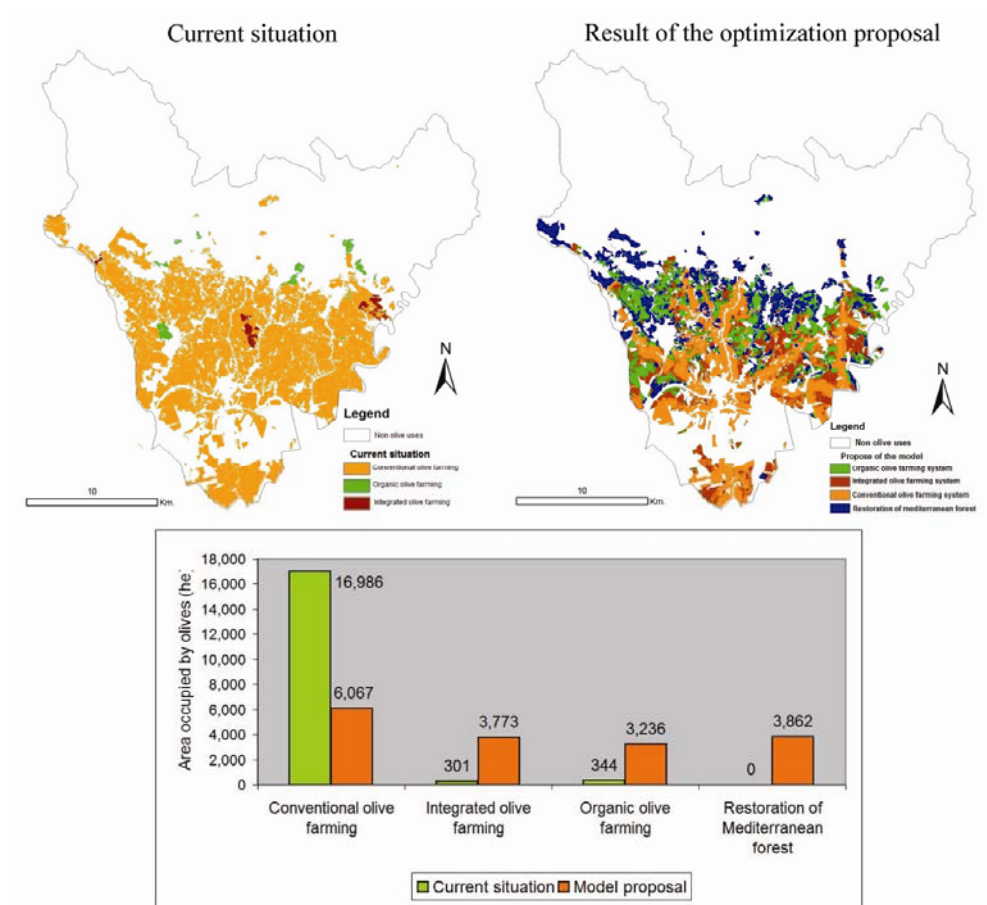 Current situation
Result of the optimization proposal
N
Legend
Non olive uses
Current situation
Conventional olive farming
Organic olive farming
Integrated olive farming
10
Km.
N
Legend
Non olive uses
Propose of the model
Organic olive farming system
Integrated olive farming system
Conventional olive farming system
Restoration of mediterranean forest
10
Km.
Area occupied by olives (he)
18,000
16,000
14,000
12,000
10,000
8,000
6,000
4,000
2,000
0
16,986
6,067
301
3,773
344
3,236
0
3,862
Conventional olive
farming
Integrated olive
farming
Organic olive
farming
Restoration of
Mediterranean
forest
Current situation
Model proposal